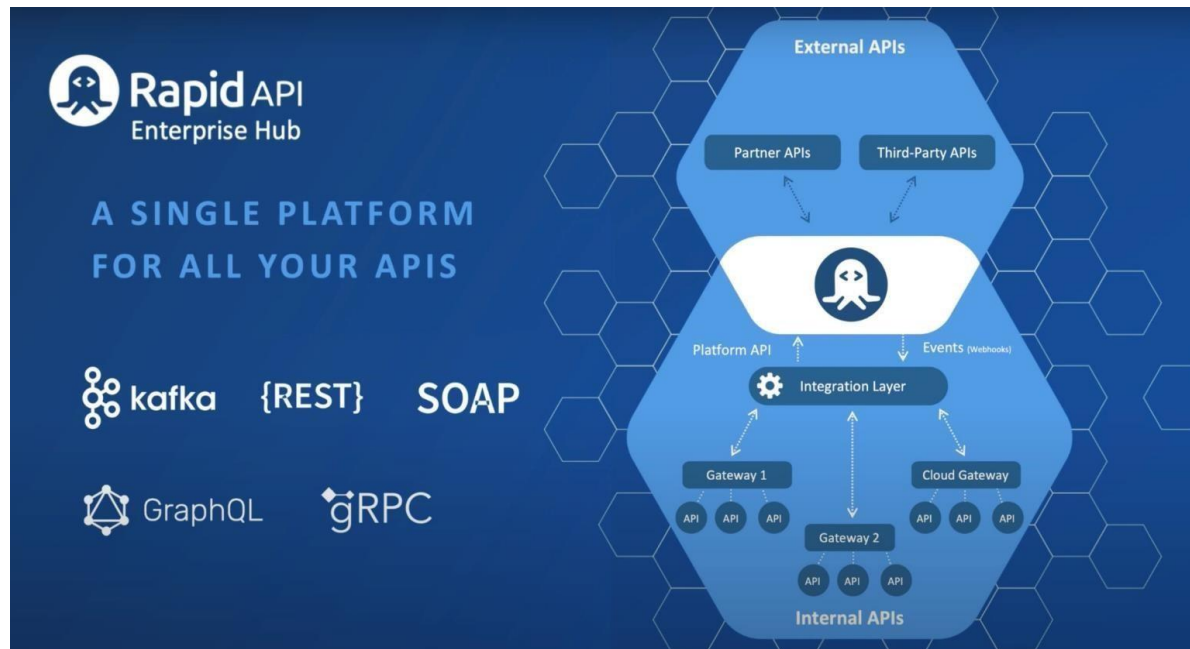 Rapid API
Enterprise Hub
A SINGLE PLATFORM
FOR ALL YOUR APIS
kafka
{REST}
SOAP
GraphQL
gRPC
External APIs
Partner APIs
Third-Party APIs
Platform API
Events (Webhooks)
Integration Layer
Gateway 1
Cloud Gateway
API API API
API API API
Gateway 2
API API API
Internal APIs